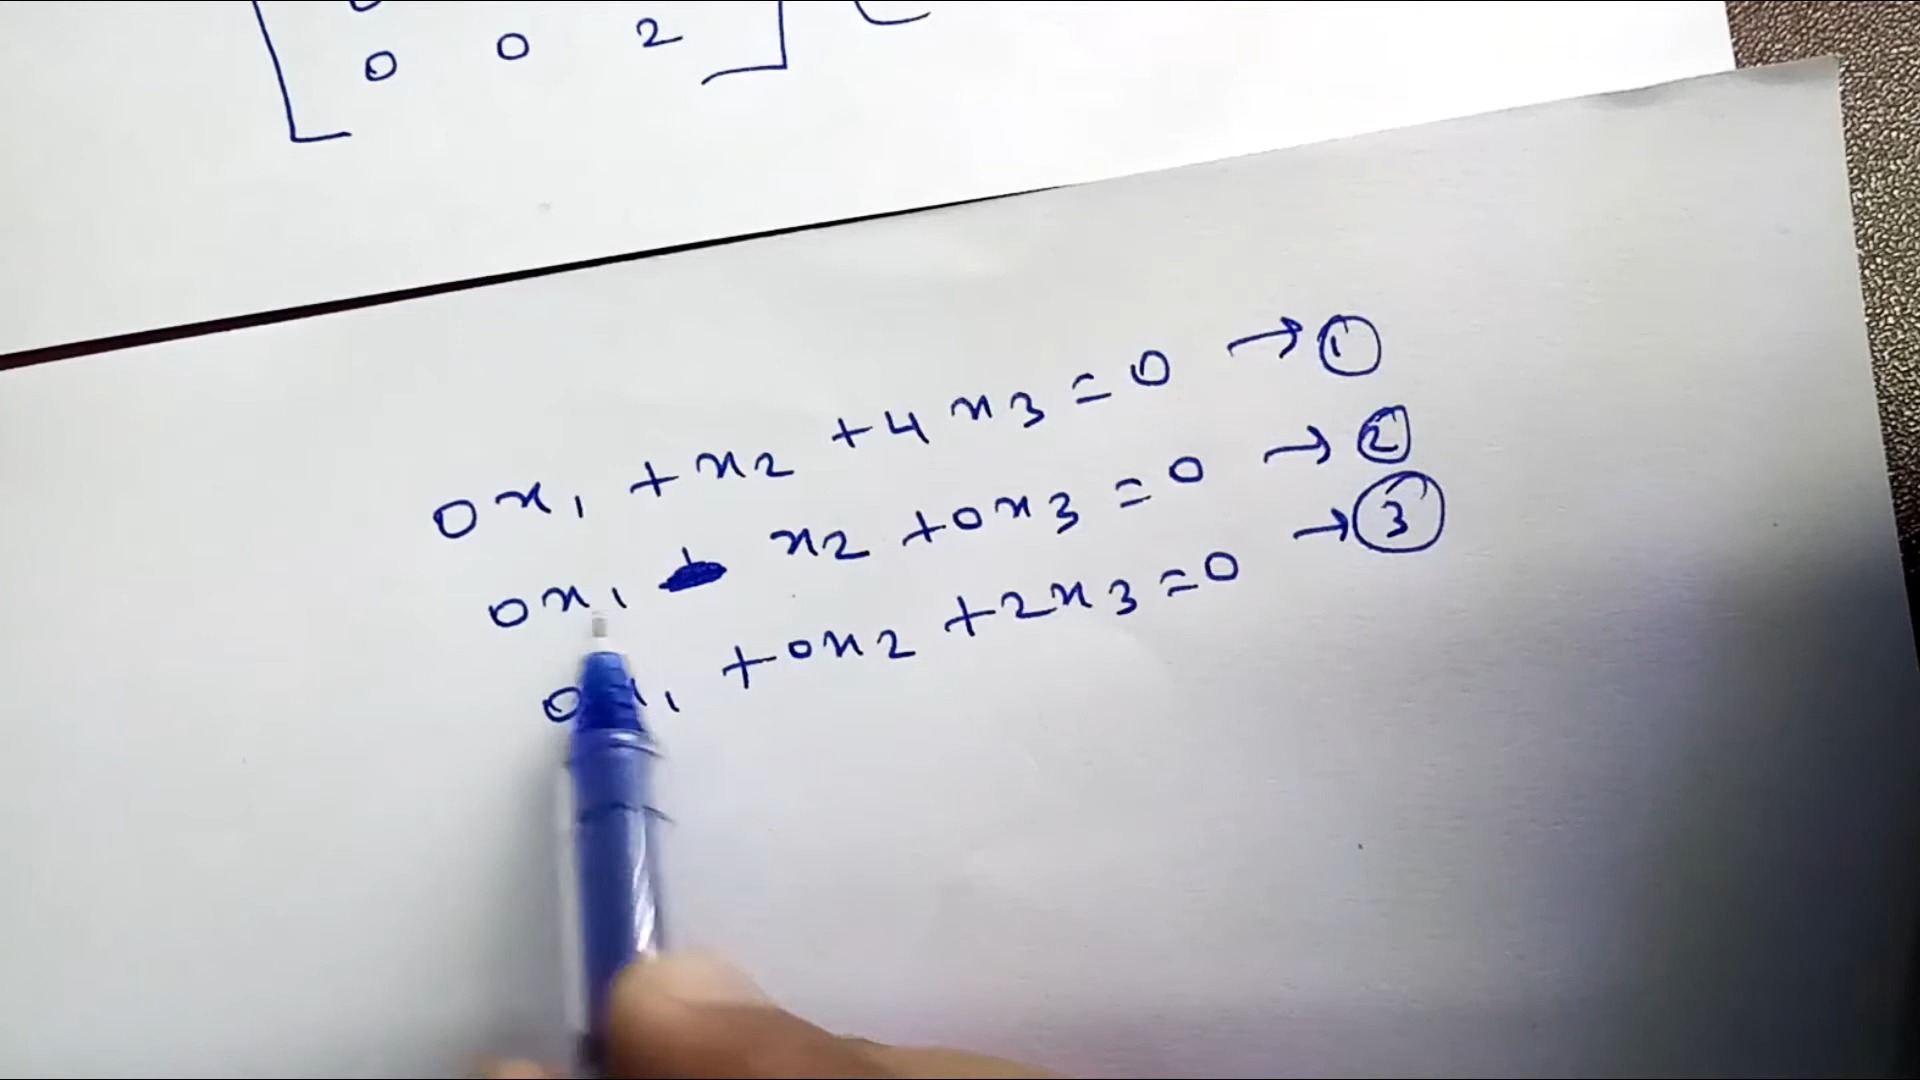 0 0 2
0x₁ + x₂ + 4x₃ = 0 → ①
0x₁ + x₂ + 0x₃ = 0 → ②
0x₁ + 0x₂ + 2x₃ = 0 → ③